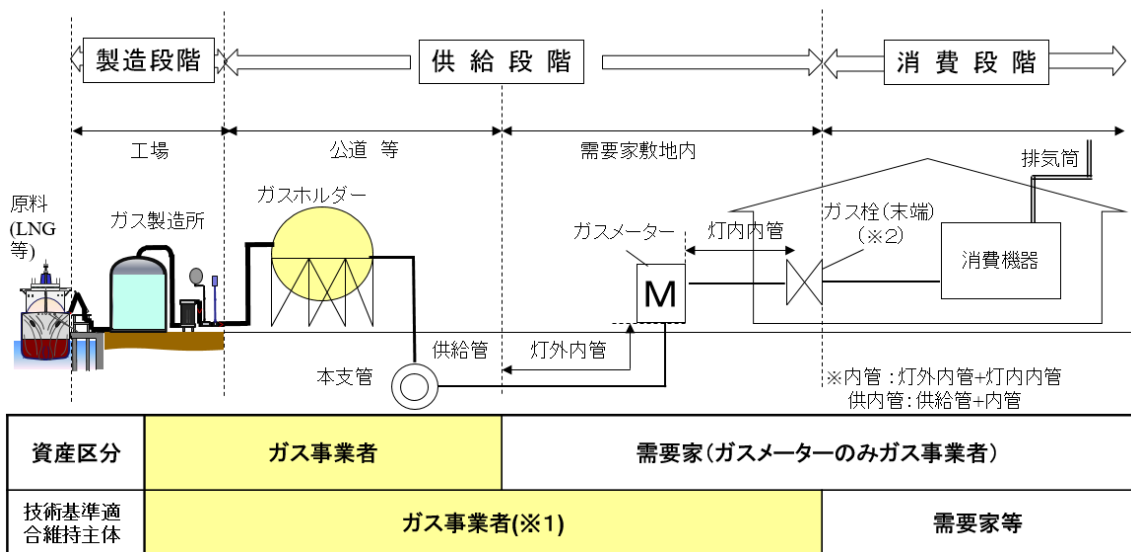 製造段階
供給段階
消費段階
工場
公道 等
需要家敷地内
排気筒
原料
(LNG
等)
ガス製造所
ガスホルダー
ガスメーター
灯内内管
ガス栓(末端)
(※2)
消費機器
M
供給管
灯外内管
本支管
※内管:灯外内管+灯内内管
供内管:供給管+内管
資産区分
ガス事業者
需要家(ガスメーターのみガス事業者)
技術基準適
合維持主体
ガス事業者(※1)
需要家等